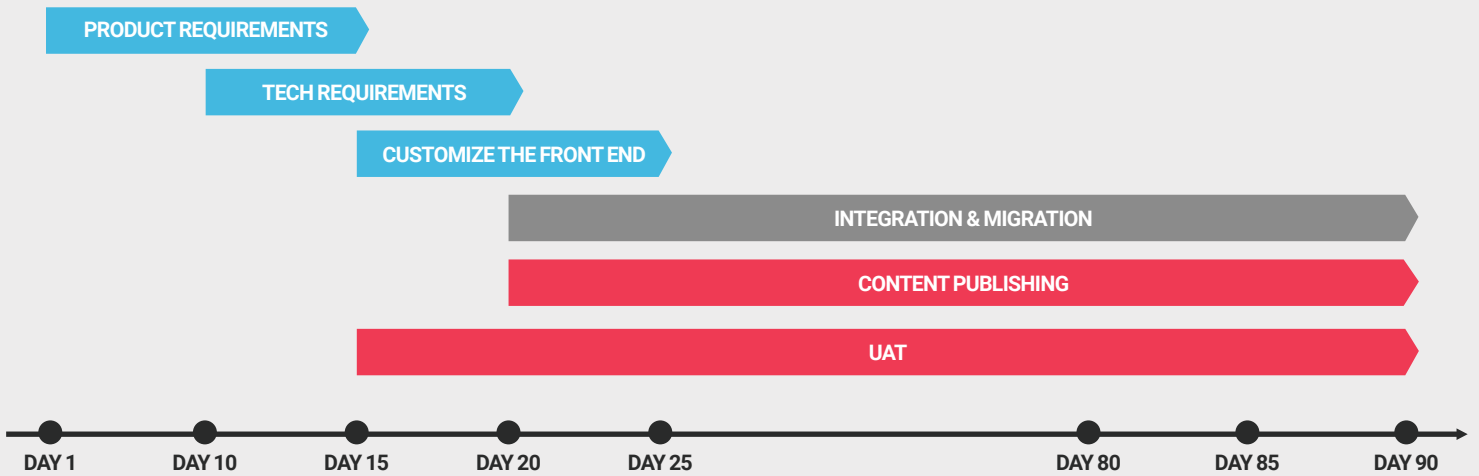 PRODUCT REQUIREMENTS
TECH REQUIREMENTS
CUSTOMIZE THE FRONT END
INTEGRATION & MIGRATION
CONTENT PUBLISHING
UAT
DAY 1 DAY 10 DAY 15 DAY 20 DAY 25 DAY 80 DAY 85 DAY 90